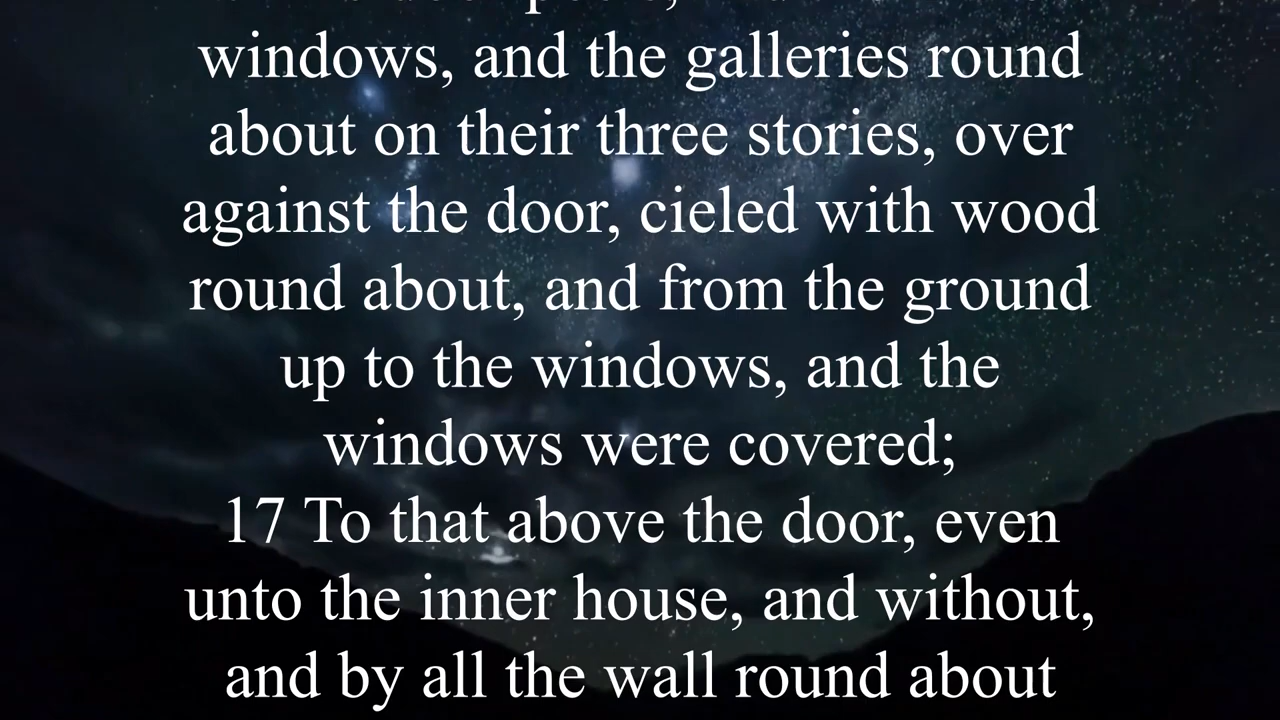 windows, and the galleries round
about on their three stories, over
against the door, cieled with wood
round about, and from the ground
up to the windows, and the
windows were covered;
17 To that above the door, even
unto the inner house, and without,
and by all the wall round about